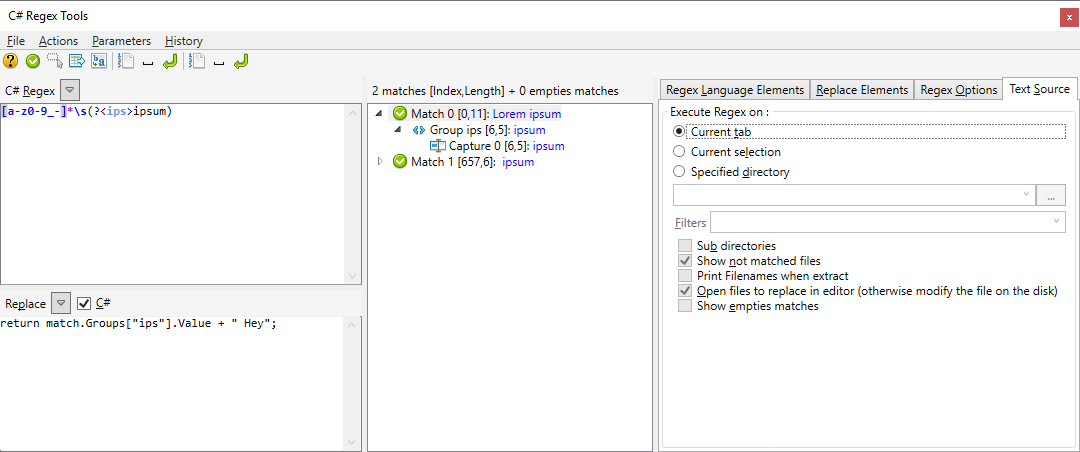 C# Regex Tools
x
File Actions Parameters History
C# Regex
[a-z0-9_-]*\s(?<ips>ipsum)
Replace C#
return match.Groups["ips"].Value + " Hey";
2 matches [Index,Length] + 0 empties matches
Match 0 [0,11]: Lorem ipsum
Group ips [6,5]: ipsum
Capture 0 [6,5]: ipsum
Match 1 [657,6]: ipsum
Regex Language Elements Replace Elements Regex Options Text Source
Execute Regex on :
Current tab
Current selection
Specified directory
...
Filters
Sub directories
Show not matched files
Print Filenames when extract
Open files to replace in editor (otherwise modify the file on the disk)
Show empties matches